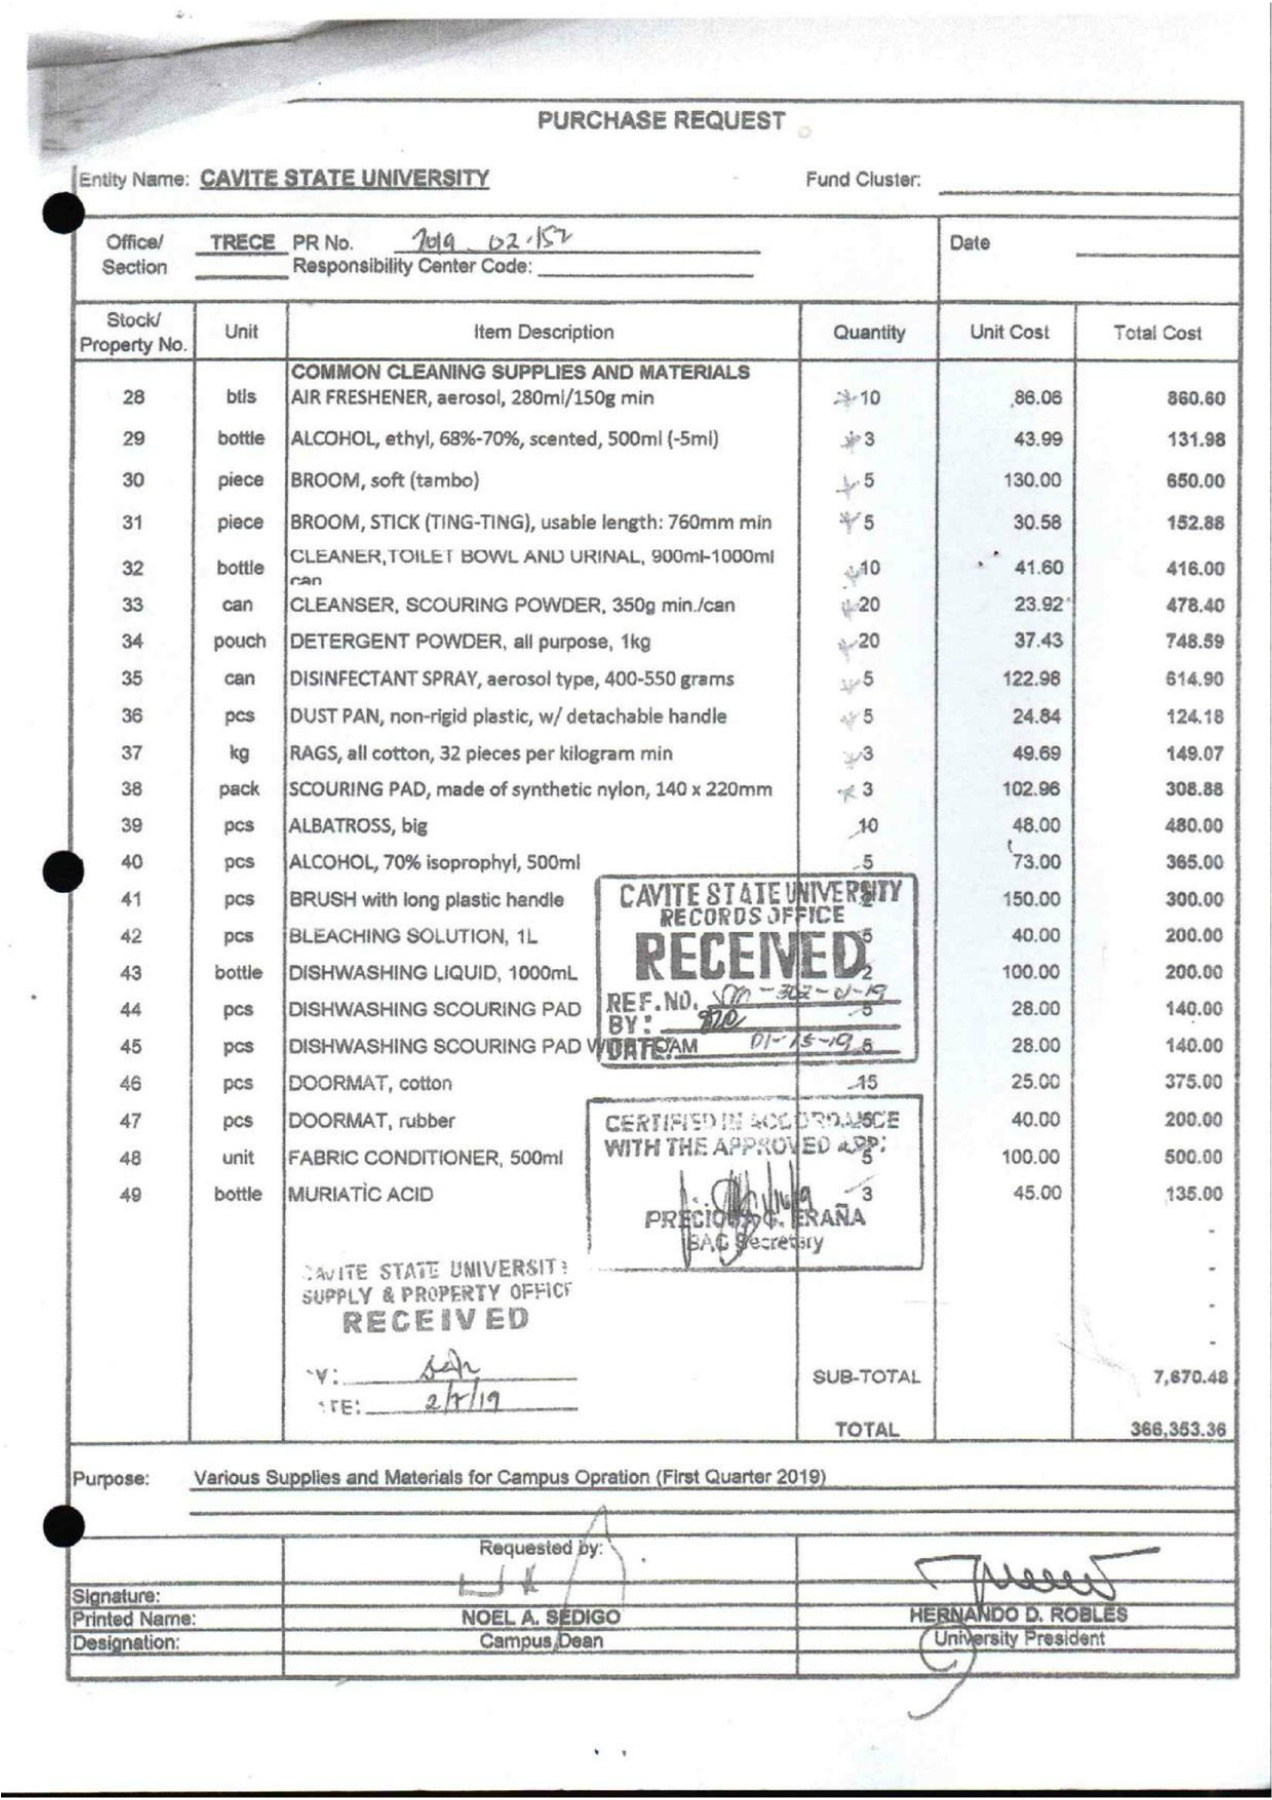 PURCHASE REQUEST
Entity Name: CAVITE STATE UNIVERSITY Fund Cluster:
Office/ Section TRECE PR No. 2019-02-152 Date
Responsibility Center Code:
Stock/ Property No. Unit Item Description Quantity Unit Cost Total Cost
COMMON CLEANING SUPPLIES AND MATERIALS
28 btls AIR FRESHENER, aerosol, 280ml/150g min 10 86.06 860.60
29 bottle ALCOHOL, ethyl, 68%-70%, scented, 500ml (-5ml) 3 43.99 131.98
30 piece BROOM, soft (tambo) 5 130.00 650.00
31 piece BROOM, STICK (TING-TING), usable length: 760mm min 5 30.58 152.88
32 bottle CLEANER,TOILET BOWL AND URINAL, 900ml-1000ml can 10 41.60 416.00
33 can CLEANSER, SCOURING POWDER, 350g min./can 20 23.92 478.40
34 pouch DETERGENT POWDER, all purpose, 1kg 20 37.43 748.59
35 can DISINFECTANT SPRAY, aerosol type, 400-550 grams 5 122.98 614.90
36 pcs DUST PAN, non-rigid plastic, w/ detachable handle 5 24.84 124.18
37 kg RAGS, all cotton, 32 pieces per kilogram min 3 49.69 149.07
38 pack SCOURING PAD, made of synthetic nylon, 140 x 220mm 3 102.96 308.88
39 pcs ALBATROSS, big 10 48.00 480.00
40 pcs ALCOHOL, 70% isoprophyl, 500ml 5 73.00 365.00
41 pcs BRUSH with long plastic handle 2 150.00 300.00
42 pcs BLEACHING SOLUTION, 1L 5 40.00 200.00
43 bottle DISHWASHING LIQUID, 1000mL 2 100.00 200.00
44 pcs DISHWASHING SCOURING PAD 5 28.00 140.00
45 pcs DISHWASHING SCOURING PAD 5 28.00 140.00
46 pcs DOORMAT, cotton 15 25.00 375.00
47 pcs DOORMAT, rubber 5 40.00 200.00
48 unit FABRIC CONDITIONER, 500ml 5 100.00 500.00
49 bottle MURIATIC ACID 3 45.00 135.00
CAVITE STATE UNIVERSITY
RECORDS OFFICE
RECEIVED
REF.NO. -302-01-19
BY:
DATE: 01-15-19
CERTIFIED IN ACCORDANCE
WITH THE APPROVED APP:
PRECIOUS G. ERAÑA
BAC Secretary
CAVITE STATE UNIVERSITY
SUPPLY & PROPERTY OFFICE
RECEIVED
BY:
DATE: 2/7/19
SUB-TOTAL 7,670.48
TOTAL 366,353.36
Purpose: Various Supplies and Materials for Campus Opration (First Quarter 2019)
Requested by:
Signature:
Printed Name: NOEL A. SEDIGO HERNANDO D. ROBLES
Designation: Campus Dean University President